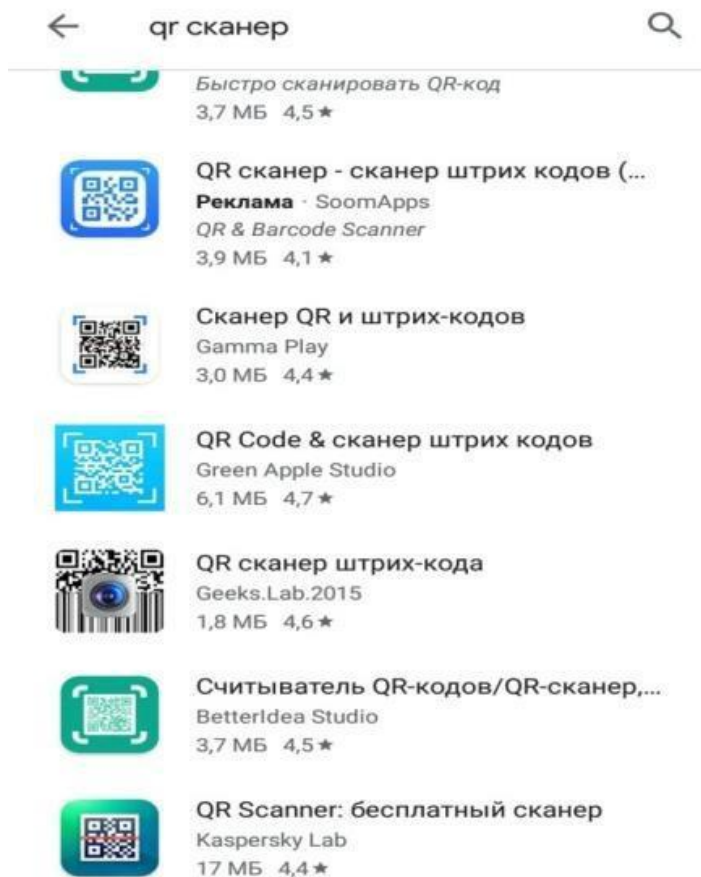 qr сканер
Быстро сканировать QR-код
3,7 МБ 4,5★
QR сканер - сканер штрих кодов (...
Реклама · SoomApps
QR & Barcode Scanner
3,9 МБ 4,1★
Сканер QR и штрих-кодов
Gamma Play
3,0 МБ 4,4★
QR Code & сканер штрих кодов
Green Apple Studio
6,1 МБ 4,7★
QR сканер штрих-кода
Geeks.Lab.2015
1,8 МБ 4,6★
Считыватель QR-кодов/QR-сканер,...
BetterIdea Studio
3,7 МБ 4,5★
QR Scanner: бесплатный сканер
Kaspersky Lab
17 МБ 4,4★